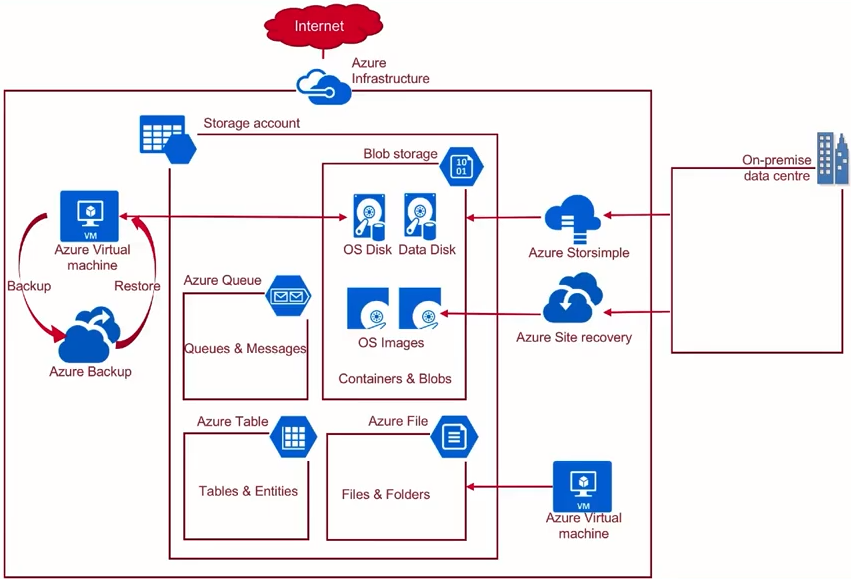 Internet
Azure
Infrastructure
Storage account
Blob storage
10
01
On-premise
data centre
VM
Azure Virtual
machine
OS Disk
Data Disk
Azure Storsimple
Backup
Restore
Azure Queue
Queues & Messages
OS Images
Azure Site recovery
Azure Backup
Containers & Blobs
Azure Table
Azure File
Tables & Entities
Files & Folders
VM
Azure Virtual
machine